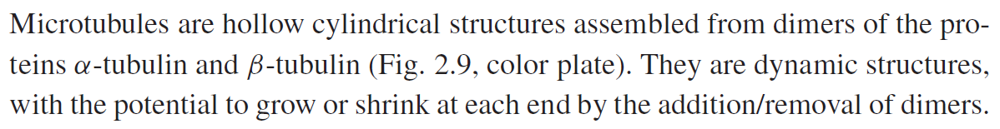 Microtubules are hollow cylindrical structures assembled from dimers of the pro-
teins α-tubulin and β-tubulin (Fig. 2.9, color plate). They are dynamic structures,
with the potential to grow or shrink at each end by the addition/removal of dimers.